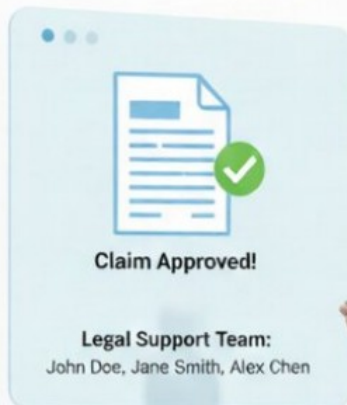 Claim Approved!
Legal Support Team:
John Doe, Jane Smith, Alex Chen